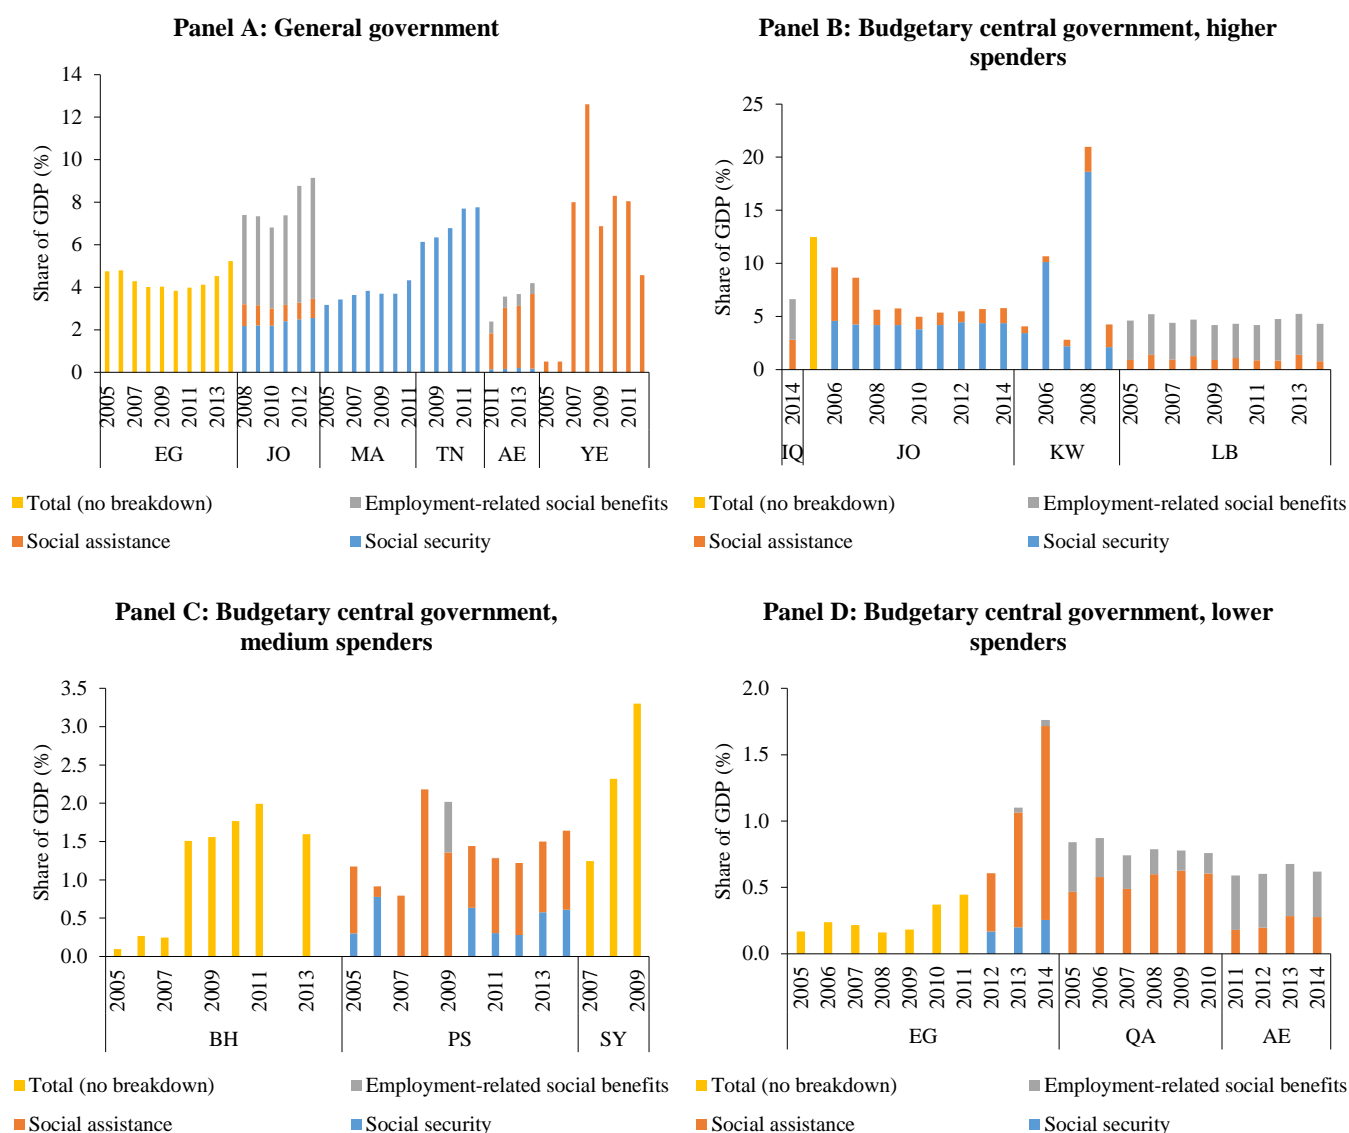 Panel A: General government
14
12
10
8
6
4
2
0
Share of GDP (%)
2005
2007
2009
2011
2013
2008
2010
2012
2005
2007
2009
2011
2009
2011
2011
2013
2005
2007
2009
2011
EG
JO
MA
TN
AE
YE
Total (no breakdown)
Employment-related social benefits
Social assistance
Social security
Panel B: Budgetary central government, higher
spenders
25
20
15
10
5
0
Share of GDP (%)
2014
2006
2008
2010
2012
2014
2006
2008
2005
2007
2009
2011
2013
IQ
JO
KW
LB
Total (no breakdown)
Employment-related social benefits
Social assistance
Social security
Panel C: Budgetary central government,
medium spenders
3.5
3.0
2.5
2.0
1.5
1.0
0.5
0.0
Share of GDP (%)
2005
2007
2009
2011
2013
2005
2007
2009
2011
2013
2007
2009
BH
PS
SY
Total (no breakdown)
Employment-related social benefits
Social assistance
Social security
Panel D: Budgetary central government, lower
spenders
2.0
1.5
1.0
0.5
0.0
Share of GDP (%)
2005
2006
2007
2008
2009
2010
2011
2012
2013
2014
2005
2006
2007
2008
2009
2010
2011
2012
2013
2014
EG
QA
AE
Total (no breakdown)
Employment-related social benefits
Social assistance
Social security